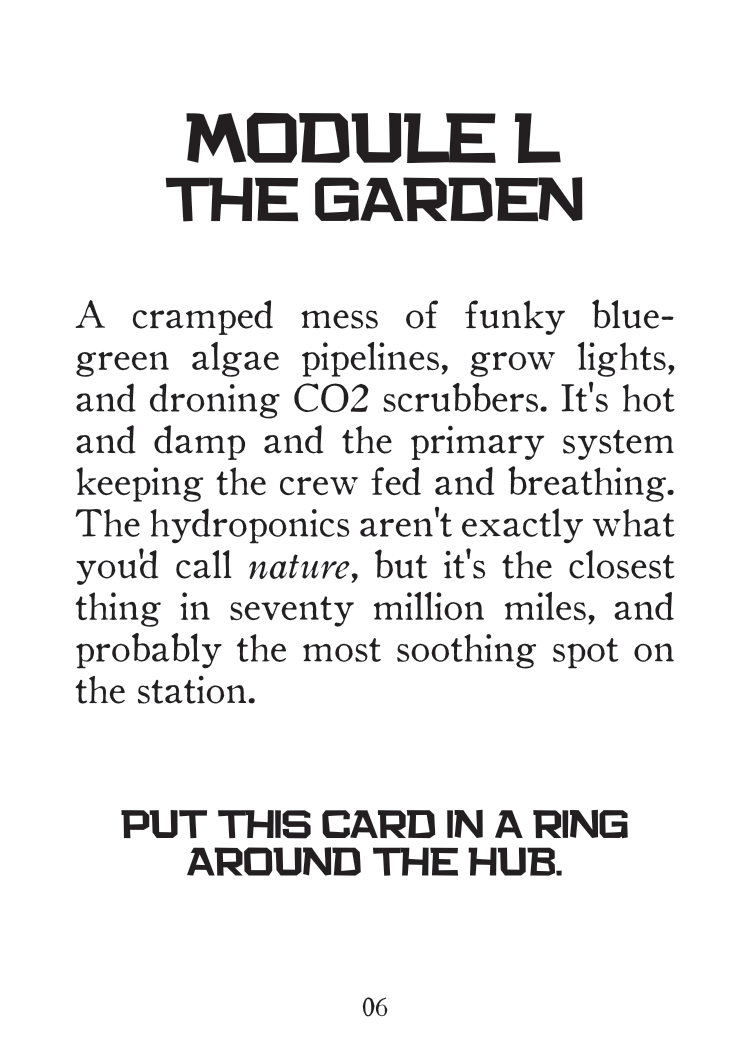 MODULE L
THE GARDEN
A cramped mess of funky blue-
green algae pipelines, grow lights,
and droning CO2 scrubbers. It's hot
and damp and the primary system
keeping the crew fed and breathing.
The hydroponics aren't exactly what
you'd call nature, but it's the closest
thing in seventy million miles, and
probably the most soothing spot on
the station.
PUT THIS CARD IN A RING
AROUND THE HUB.
06